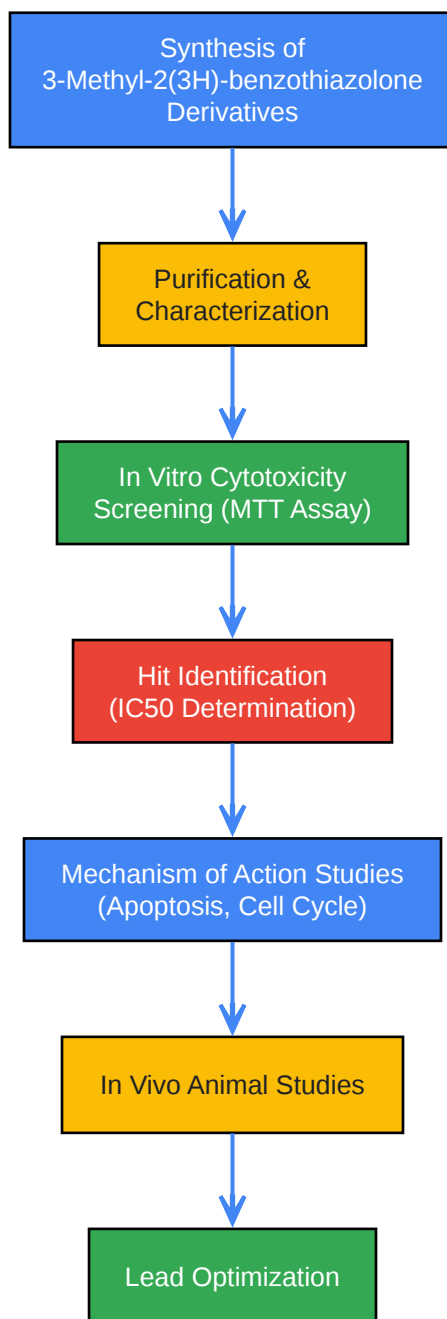 Synthesis of
3-Methyl-2(3H)-benzothiazolone
Derivatives
Purification &
Characterization
In Vitro Cytotoxicity
Screening (MTT Assay)
Hit Identification
(IC50 Determination)
Mechanism of Action Studies
(Apoptosis, Cell Cycle)
In Vivo Animal Studies
Lead Optimization